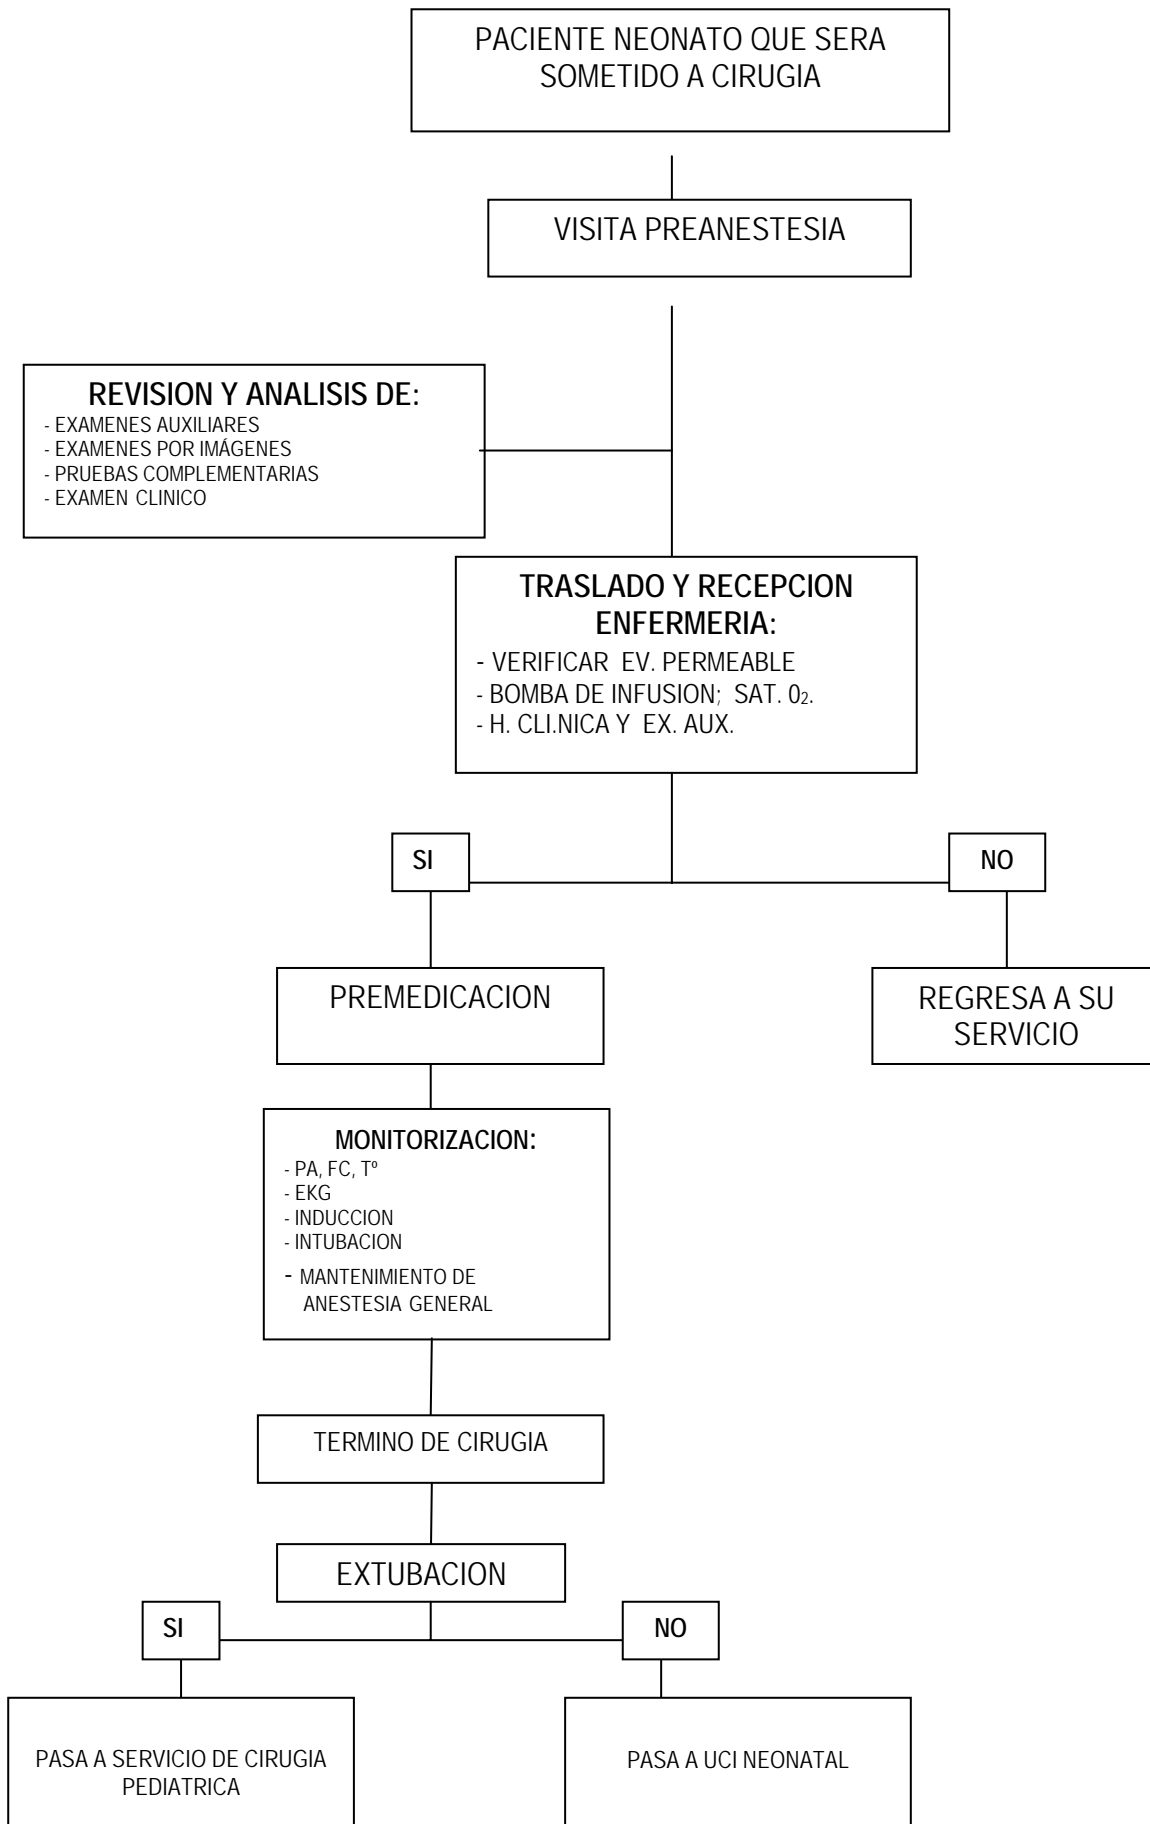 PACIENTE NEONATO QUE SERA
SOMETIDO A CIRUGIA
VISITA PREANESTESIA
REVISION Y ANALISIS DE:
- EXAMENES AUXILIARES
- EXAMENES POR IMÁGENES
- PRUEBAS COMPLEMENTARIAS
- EXAMEN CLINICO
TRASLADO Y RECEPCION
ENFERMERIA:
- VERIFICAR EV. PERMEABLE
- BOMBA DE INFUSION; SAT. 0₂.
- H. CLI.NICA Y EX. AUX.
SI
NO
PREMEDICACION
REGRESA A SU
SERVICIO
MONITORIZACION:
- PA, FC, Tº
- EKG
- INDUCCION
- INTUBACION
- MANTENIMIENTO DE
ANESTESIA GENERAL
TERMINO DE CIRUGIA
EXTUBACION
SI
NO
PASA A SERVICIO DE CIRUGIA
PEDIATRICA
PASA A UCI NEONATAL